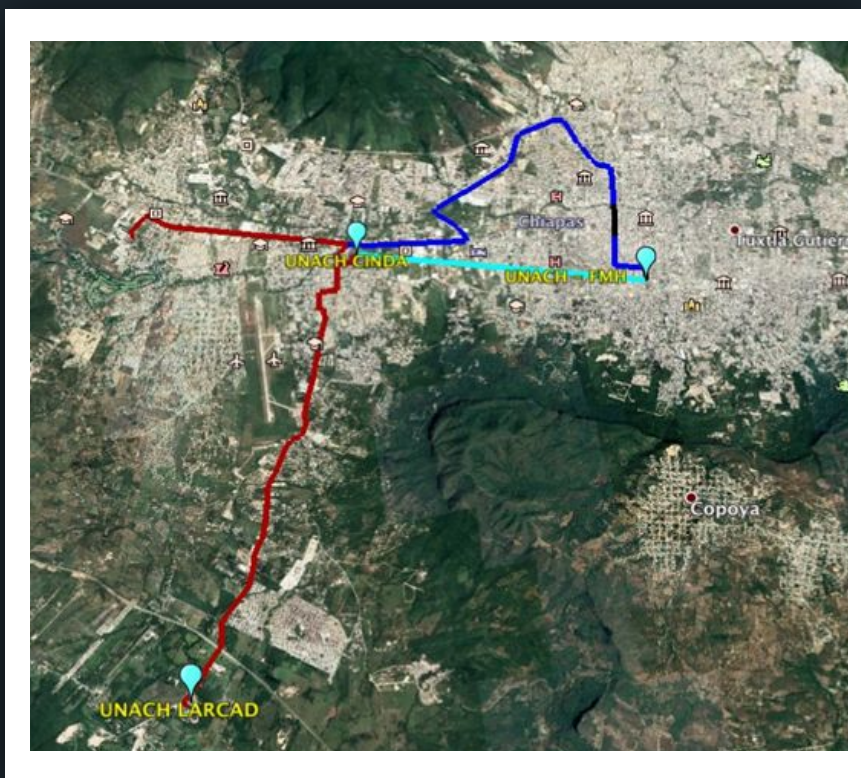 Chiapas
Tuxtla Gutiérr
UNACH CINDA
UNACH - FMH
Copoya
UNACH LARCAD